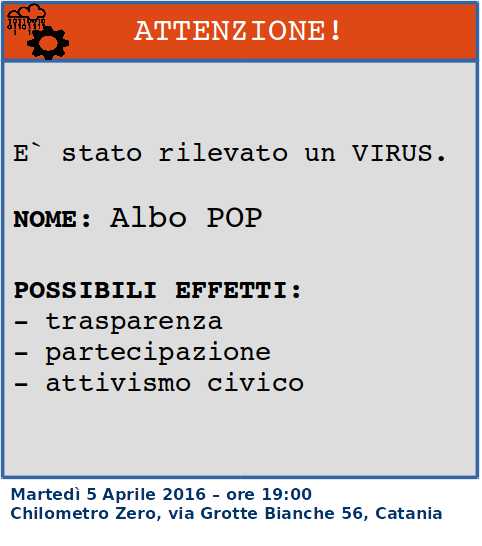 ATTENZIONE!
E` stato rilevato un VIRUS.
NOME: Albo POP
POSSIBILI EFFETTI:
- trasparenza
- partecipazione
- attivismo civico
Martedì 5 Aprile 2016 – ore 19:00
Chilometro Zero, via Grotte Bianche 56, Catania